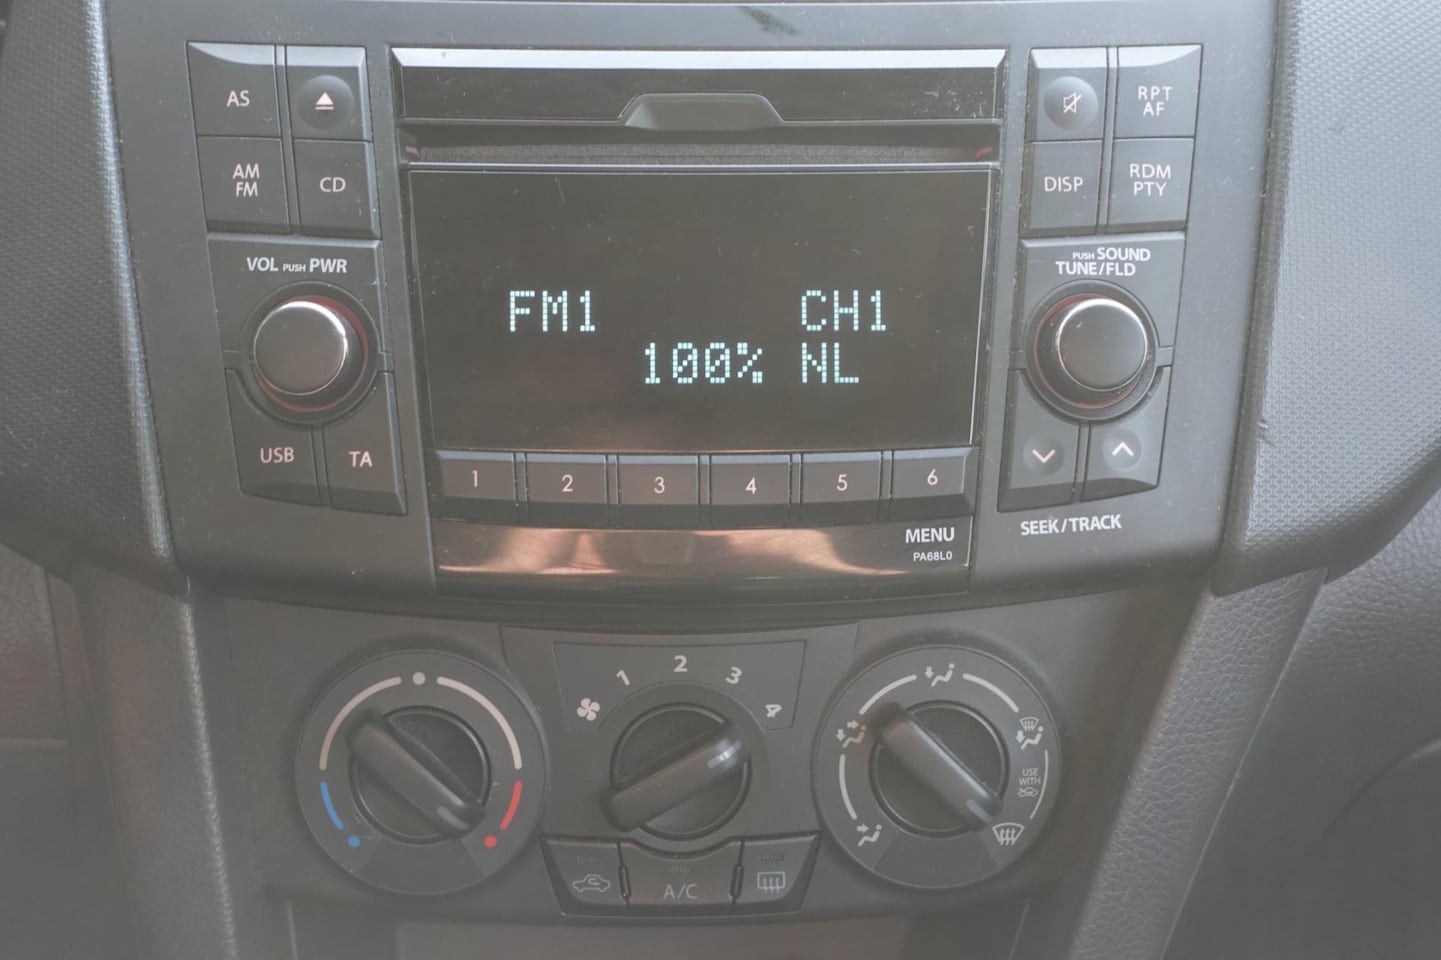 AS
AM
FM
CD
RPT
AF
DISP
RDM
PTY
VOL PUSH PWR
PUSH SOUND
TUNE/FLD
FM1 CH1
100% NL
USB
TA
1 2 3 4 5 6
MENU
PA68L0
SEEK/TRACK
1 2 3 4
USE
WITH
A/C